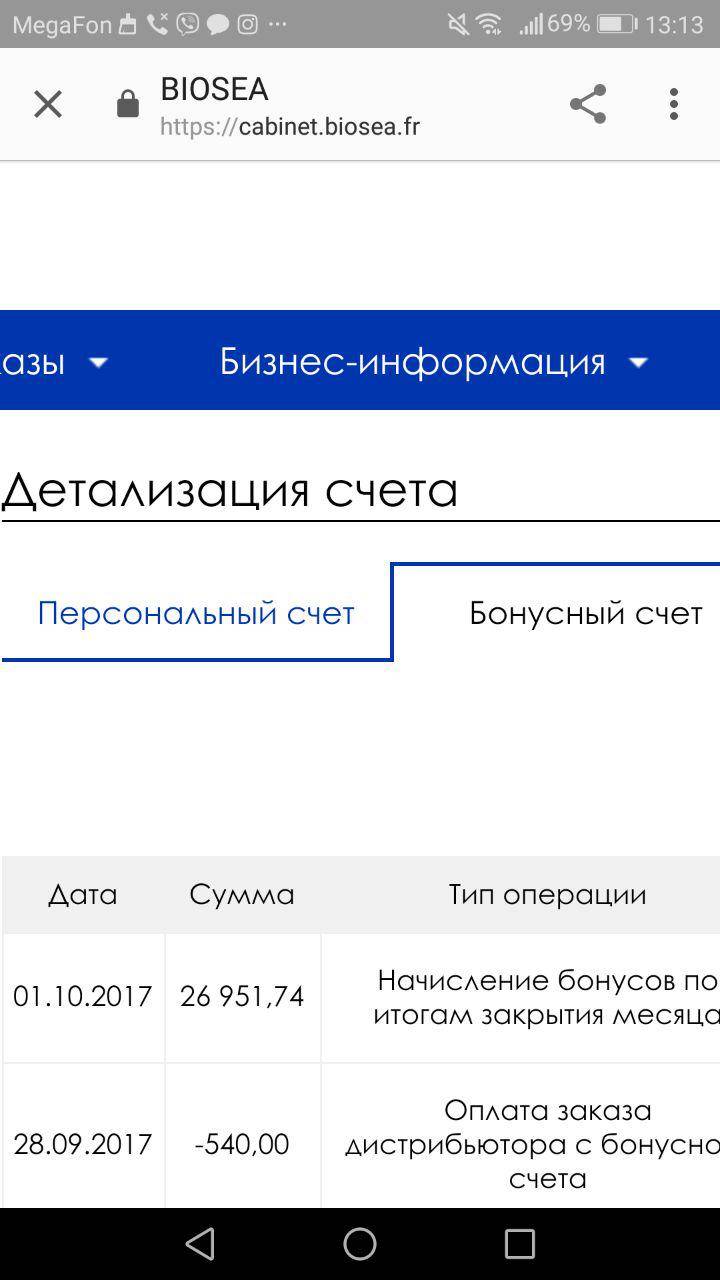 MegaFon 69% 13:13
BIOSEA
https://cabinet.biosea.fr
казы Бизнес-информация
Детализация счета
Персональный счет Бонусный счет
Дата Сумма Тип операции
01.10.2017 26 951,74 Начисление бонусов по
итогам закрытия месяца
28.09.2017 -540,00 Оплата заказа
дистрибьютора с бонусно
счета